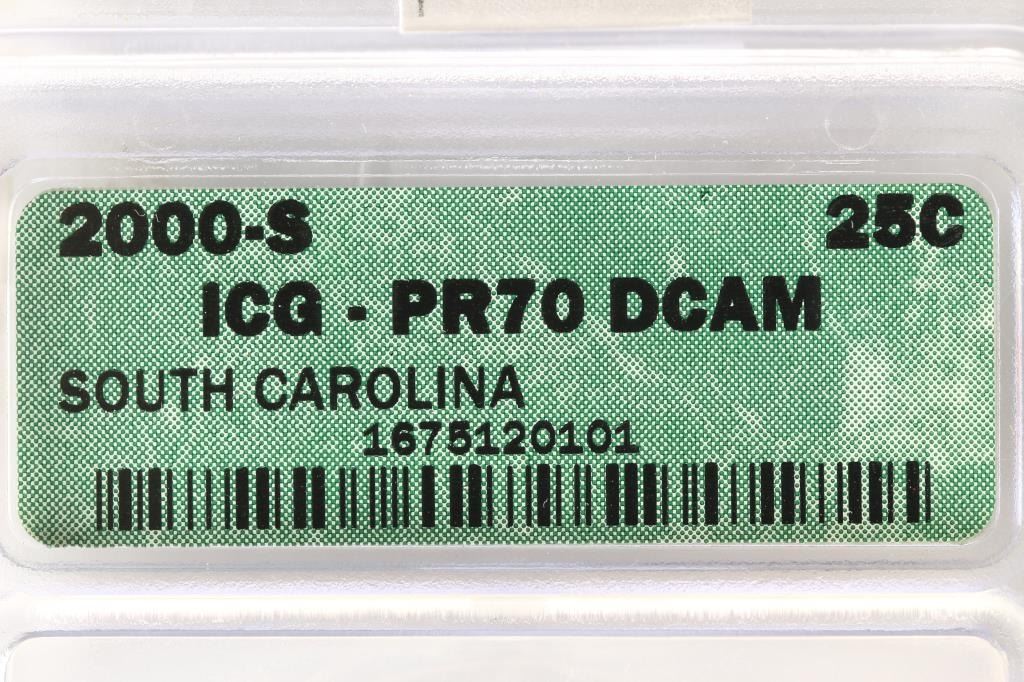 2000-S 25C
ICG - PR70 DCAM
SOUTH CAROLINA
1675120101